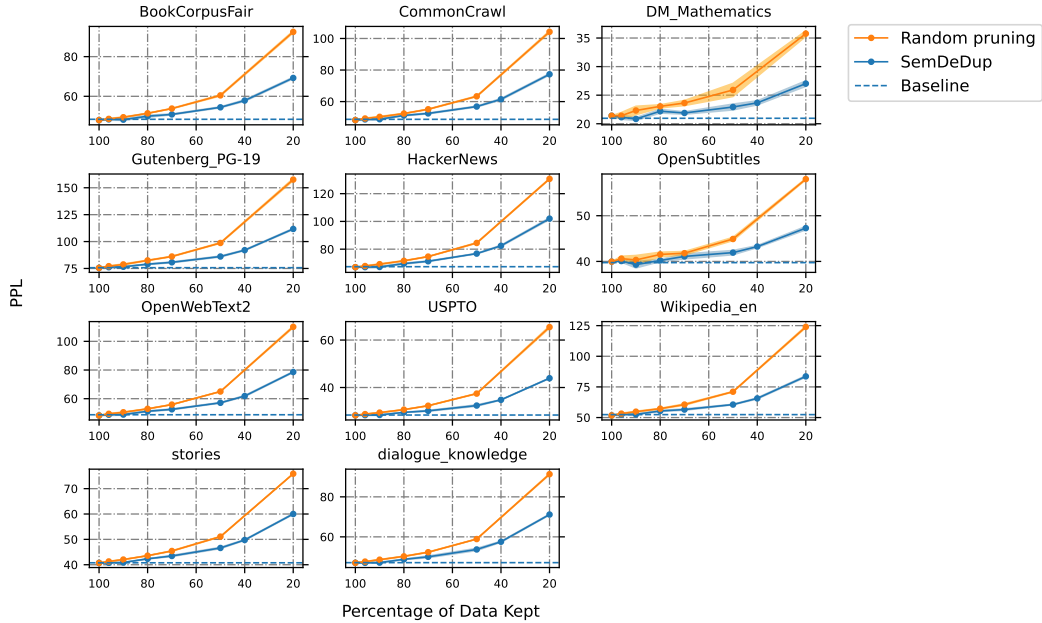 BookCorpusFair
CommonCrawl
DM_Mathematics
Random pruning
SemDeDup
Baseline
80
60
100 80 60 40 20
100
80
60
100 80 60 40 20
35
30
25
20
100 80 60 40 20
Gutenberg_PG-19
HackerNews
OpenSubtitles
150
125
100
75
100 80 60 40 20
120
100
80
100 80 60 40 20
50
40
100 80 60 40 20
PPL
OpenWebText2
USPTO
Wikipedia_en
100
80
60
100 80 60 40 20
60
40
100 80 60 40 20
125
100
75
50
100 80 60 40 20
stories
dialogue_knowledge
70
60
50
40
100 80 60 40 20
80
60
100 80 60 40 20
Percentage of Data Kept